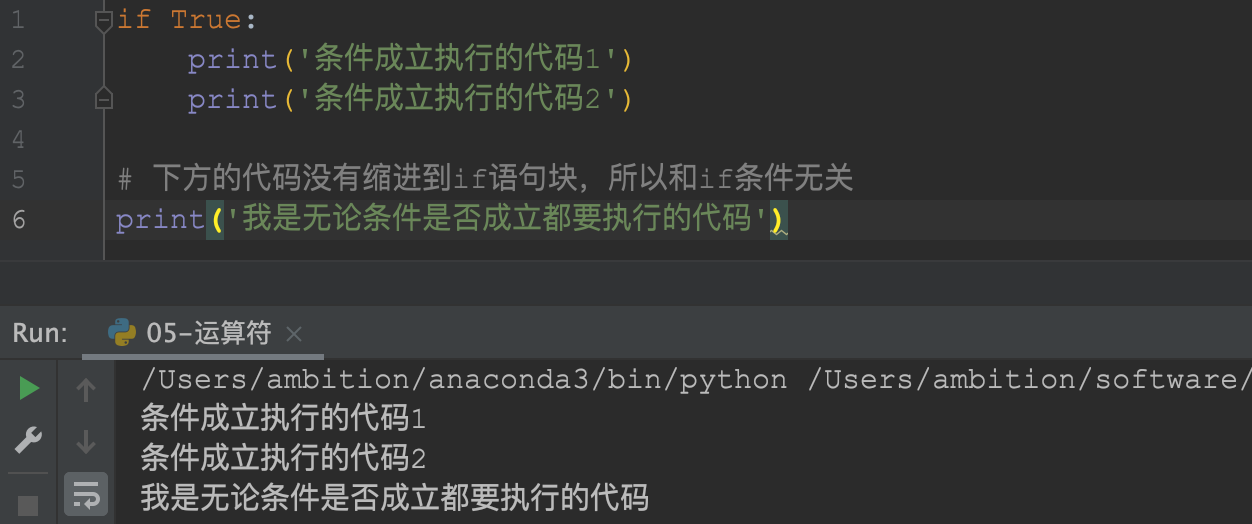 1 if True:
2     print('条件成立执行的代码1')
3     print('条件成立执行的代码2')
4
5 # 下方的代码没有缩进到if语句块，所以和if条件无关
6 print('我是无论条件是否成立都要执行的代码')
Run: 05-运算符 ×
/Users/ambition/anaconda3/bin/python /Users/ambition/software/
条件成立执行的代码1
条件成立执行的代码2
我是无论条件是否成立都要执行的代码